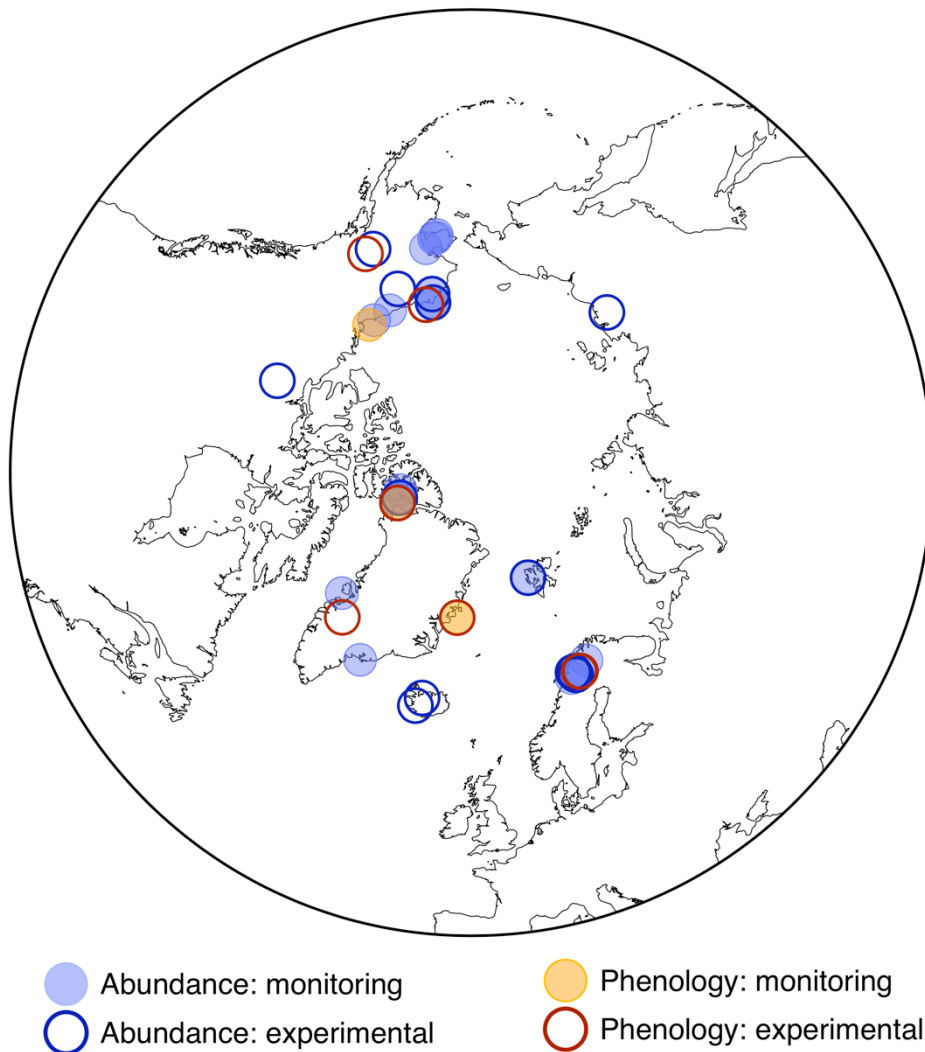 Abundance: monitoring
Phenology: monitoring
Abundance: experimental
Phenology: experimental